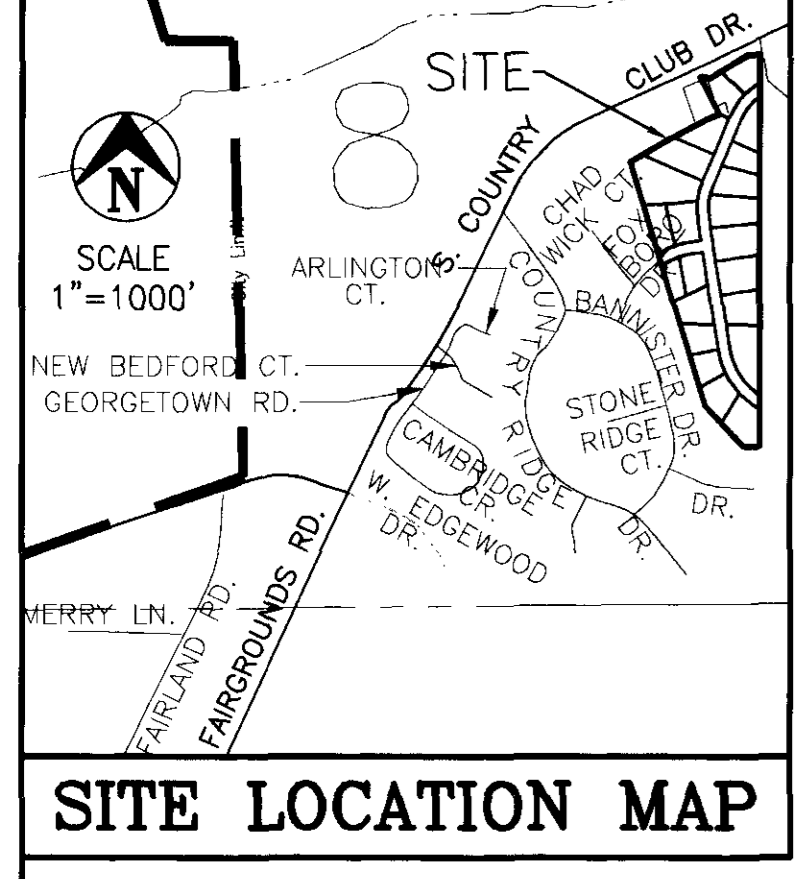 CLUB DR.
SITE
S. COUNTRY
N
SCALE
1"=1000'
City Limits
CHAD
WICK CT.
FOX
BORO
DR.
ARLINGTON
CT.
COUNTRY RIDGE
DR.
BANNISTER DR.
NEW BEDFORD CT.
GEORGETOWN RD.
STONE
RIDGE
CT.
CAMBRIDGE
CR.
W. EDGEWOOD
DR.
DR.
MERRY LN.
FAIRLAND RD.
FAIRGROUNDS RD.
SITE LOCATION MAP